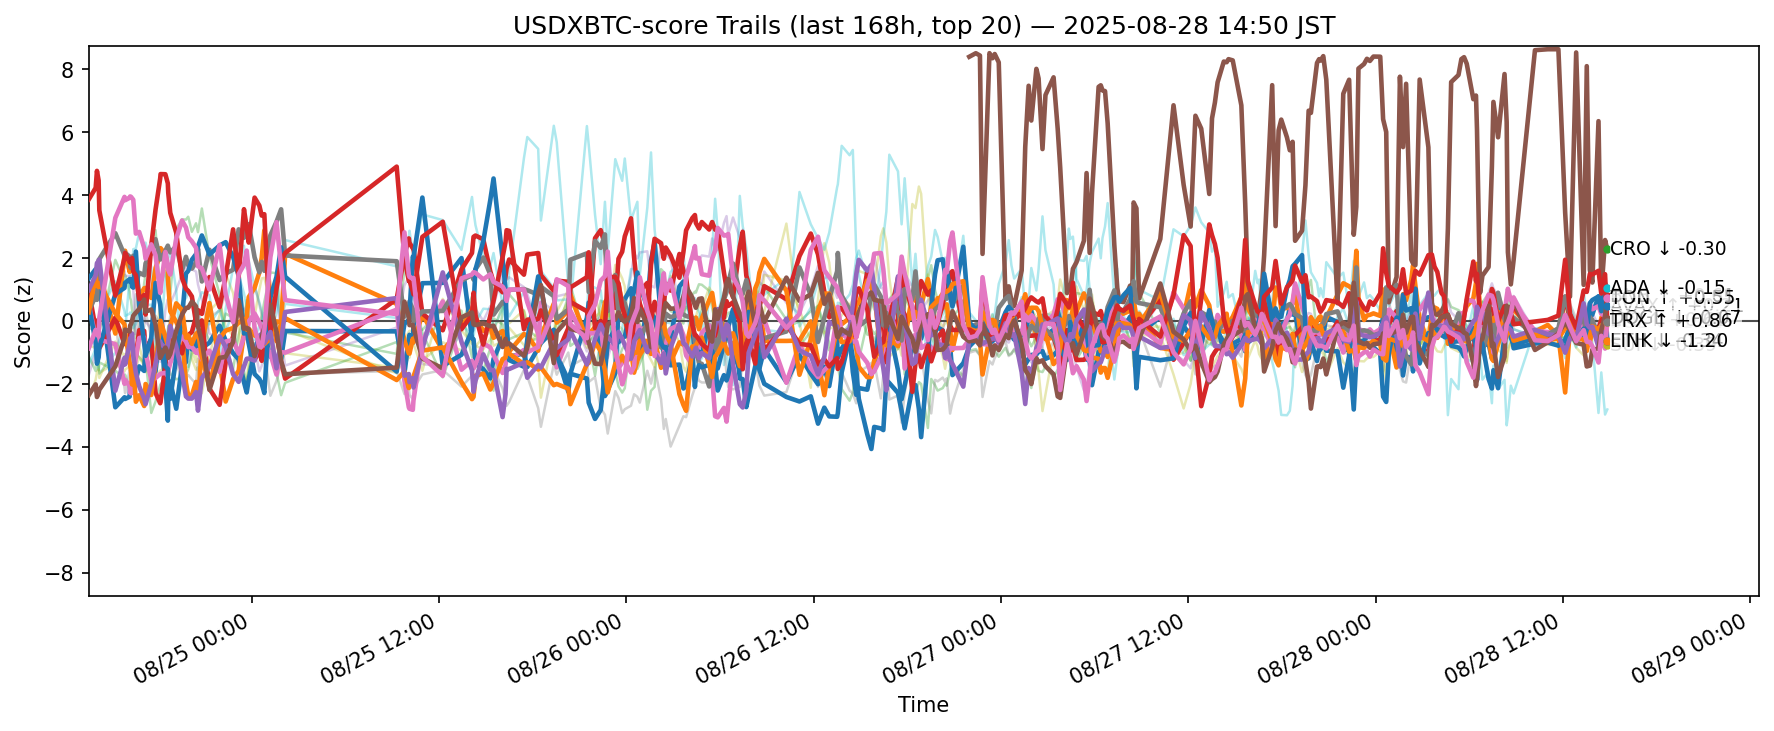 USDXBTC-score Trails (last 168h, top 20) — 2025-08-28 14:50 JST
Score (z)
8
6
4
2
0
−2
−4
−6
−8
CRO ↓ -0.30
ADA ↓ -0.15
TON ↑ +0.55
TRX ↑ +0.86
LINK ↓ -1.20
08/25 00:00
08/25 12:00
08/26 00:00
08/26 12:00
08/27 00:00
08/27 12:00
08/28 00:00
08/28 12:00
08/29 00:00
Time